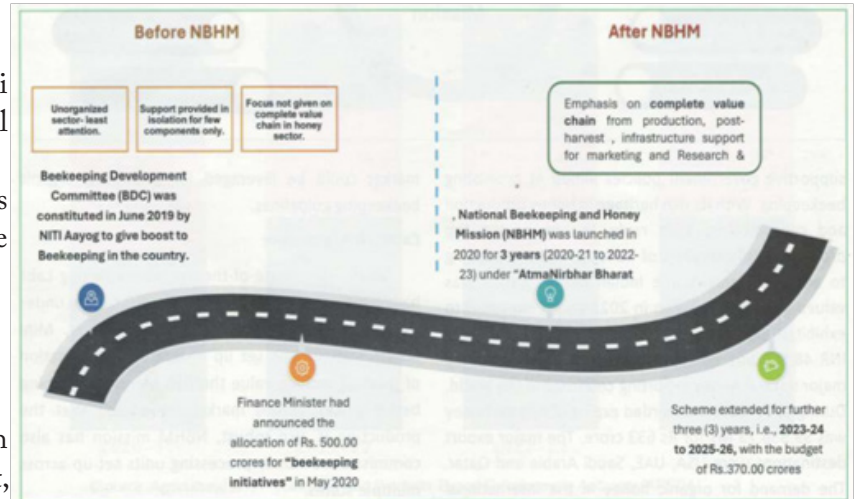 Before NBHM
After NBHM
Unorganized
sector- least
attention.
Support provided in
isolation for few
components only.
Focus not given on
complete value
chain in honey
sector.
Emphasis on complete value
chain from production, post-
harvest , infrastructure support
for marketing and Research &
Beekeeping Development
Committee (BDC) was
constituted in June 2019 by
NITI Aayog to give boost to
Beekeeping in the country.
, National Beekeeping and Honey
Mission (NBHM) was launched in
2020 for 3 years (2020-21 to 2022-
23) under "AtmaNirbhar Bharat
Finance Minister had
announced the
allocation of Rs. 500.00
crores for "beekeeping
initiatives" in May 2020
Scheme extended for further
three (3) years, i.e., 2023-24
to 2025-26, with the budget
of Rs.370.00 crores